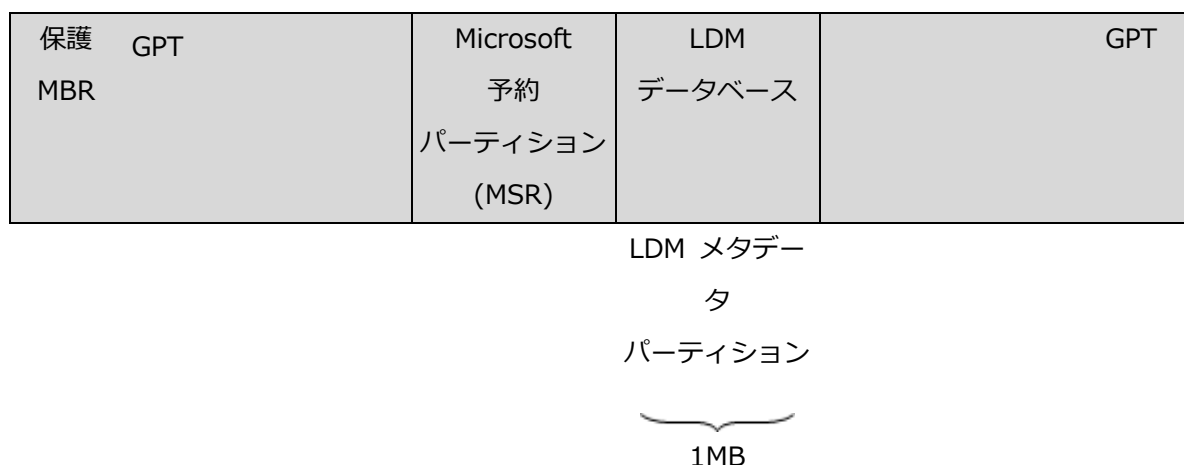 保護
MBR
GPT
Microsoft
予約
パーティション
(MSR)
LDM
データベース
GPT
LDM メタデー
タ
パーティション
1MB